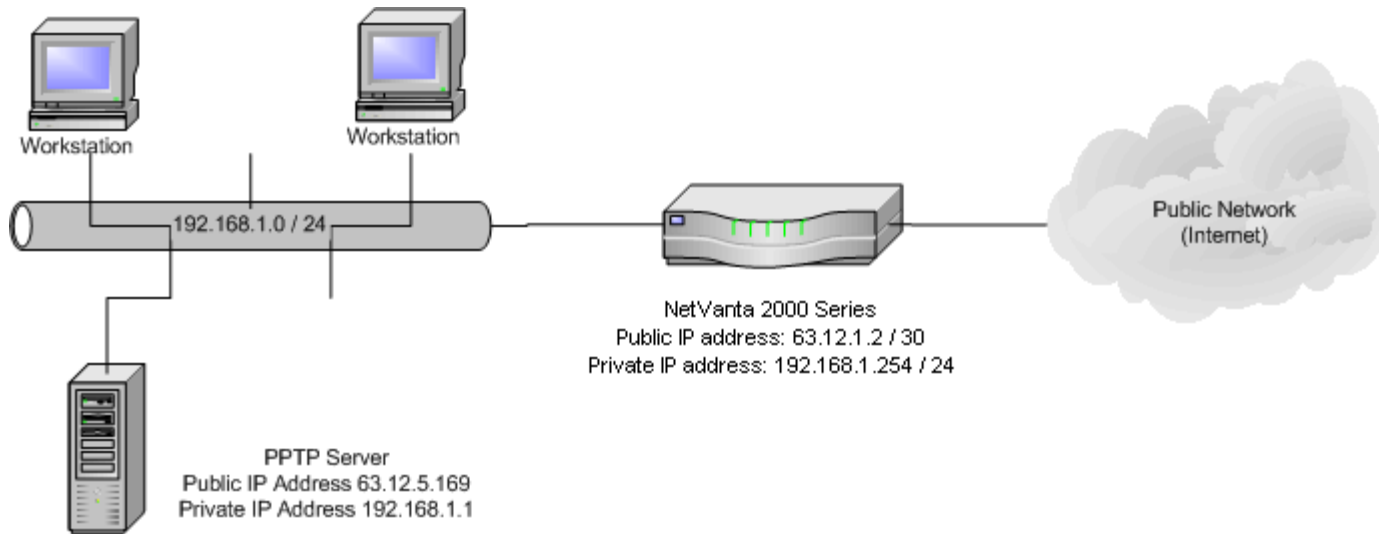 Workstation
Workstation
192.168.1.0 / 24
Public Network
(Internet)
NetVanta 2000 Series
Public IP address: 63.12.1.2 / 30
Private IP address: 192.168.1.254 / 24
PPTP Server
Public IP Address 63.12.5.169
Private IP Address 192.168.1.1